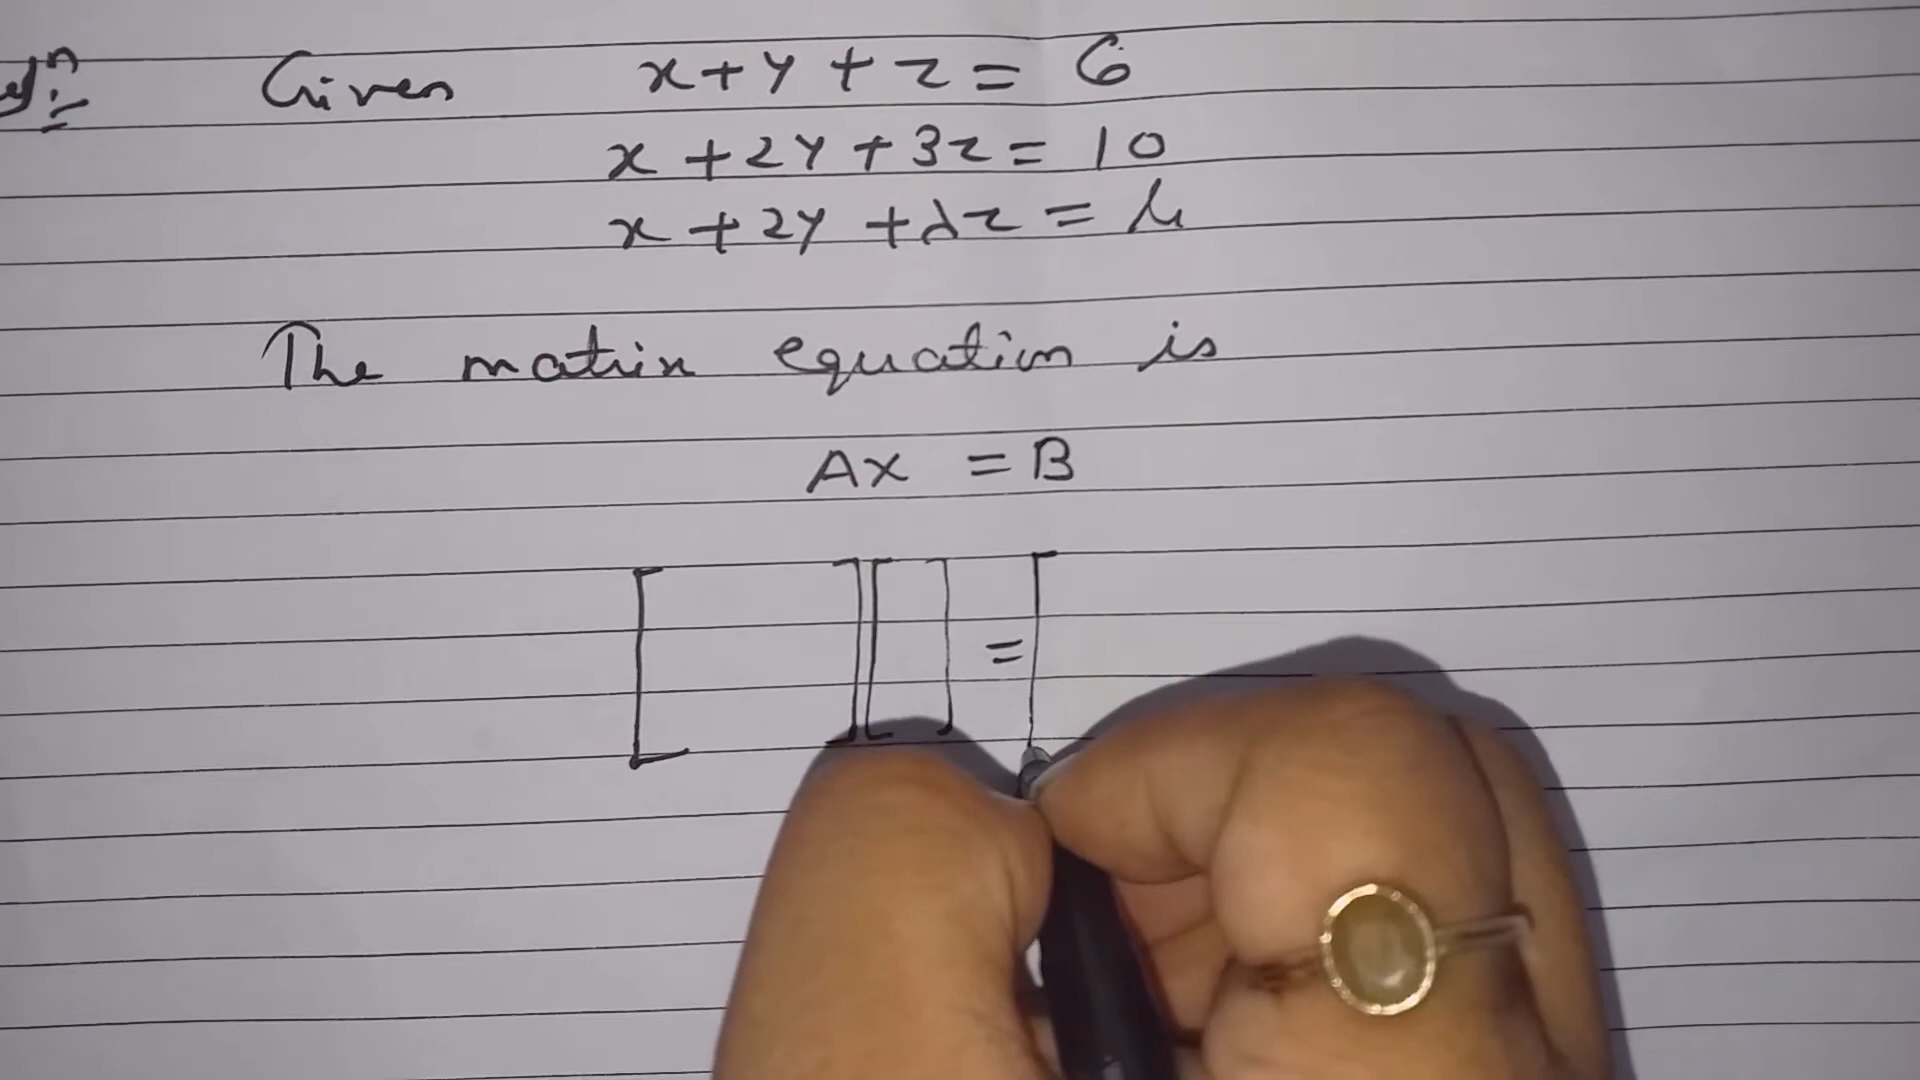 Given x+y+z=6
x+2y+3z=10
x+2y+λz=μ
The matrix equation is
AX = B
[ ] [ ] = [